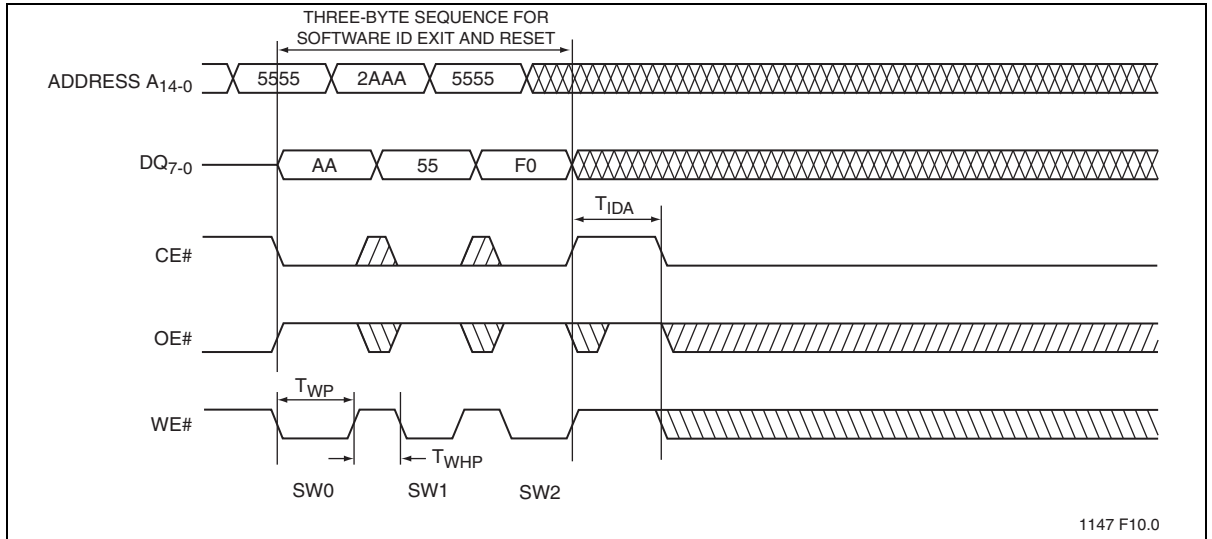 THREE-BYTE SEQUENCE FOR
SOFTWARE ID EXIT AND RESET
ADDRESS A14-0
5555 2AAA 5555
DQ7-0
AA 55 F0
TIDA
CE#
OE#
TWP
WE#
TWHP
SW0 SW1 SW2
1147 F10.0